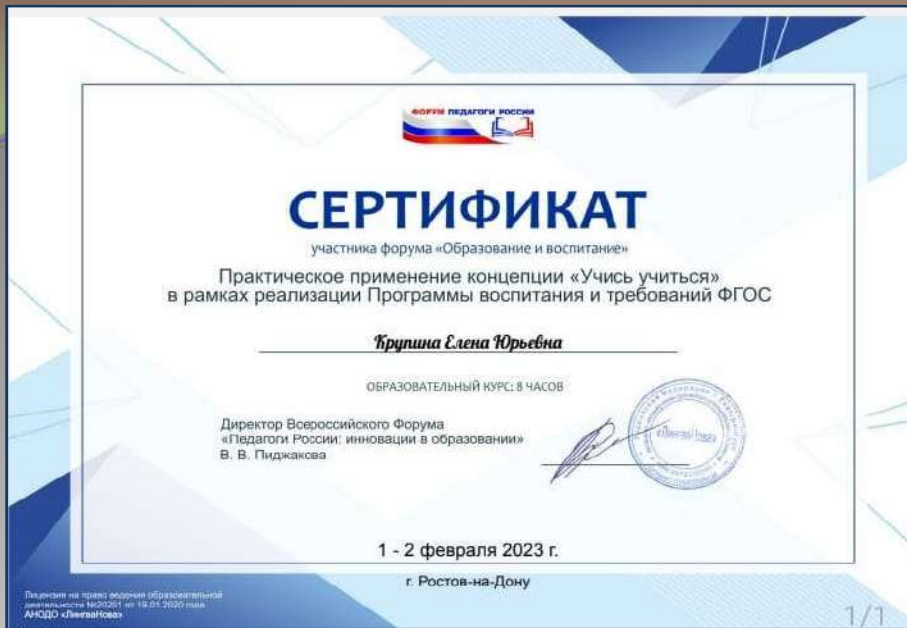 ФОРУМ ПЕДАГОГИ РОССИИ
СЕРТИФИКАТ
участника форума «Образование и воспитание»
Практическое применение концепции «Учись учиться»
в рамках реализации Программы воспитания и требований ФГОС
Крупина Елена Юрьевна
ОБРАЗОВАТЕЛЬНЫЙ КУРС: 8 ЧАСОВ
Директор Всероссийского Форума
«Педагоги России: инновации в образовании»
В. В. Пиджакова
«ЛингваНова»
1 - 2 февраля 2023 г.
г. Ростов-на-Дону
Лицензия на право ведения образовательной
деятельности №20201 от 19.01.2020 года
АНОДО «ЛингваНова»
1/1